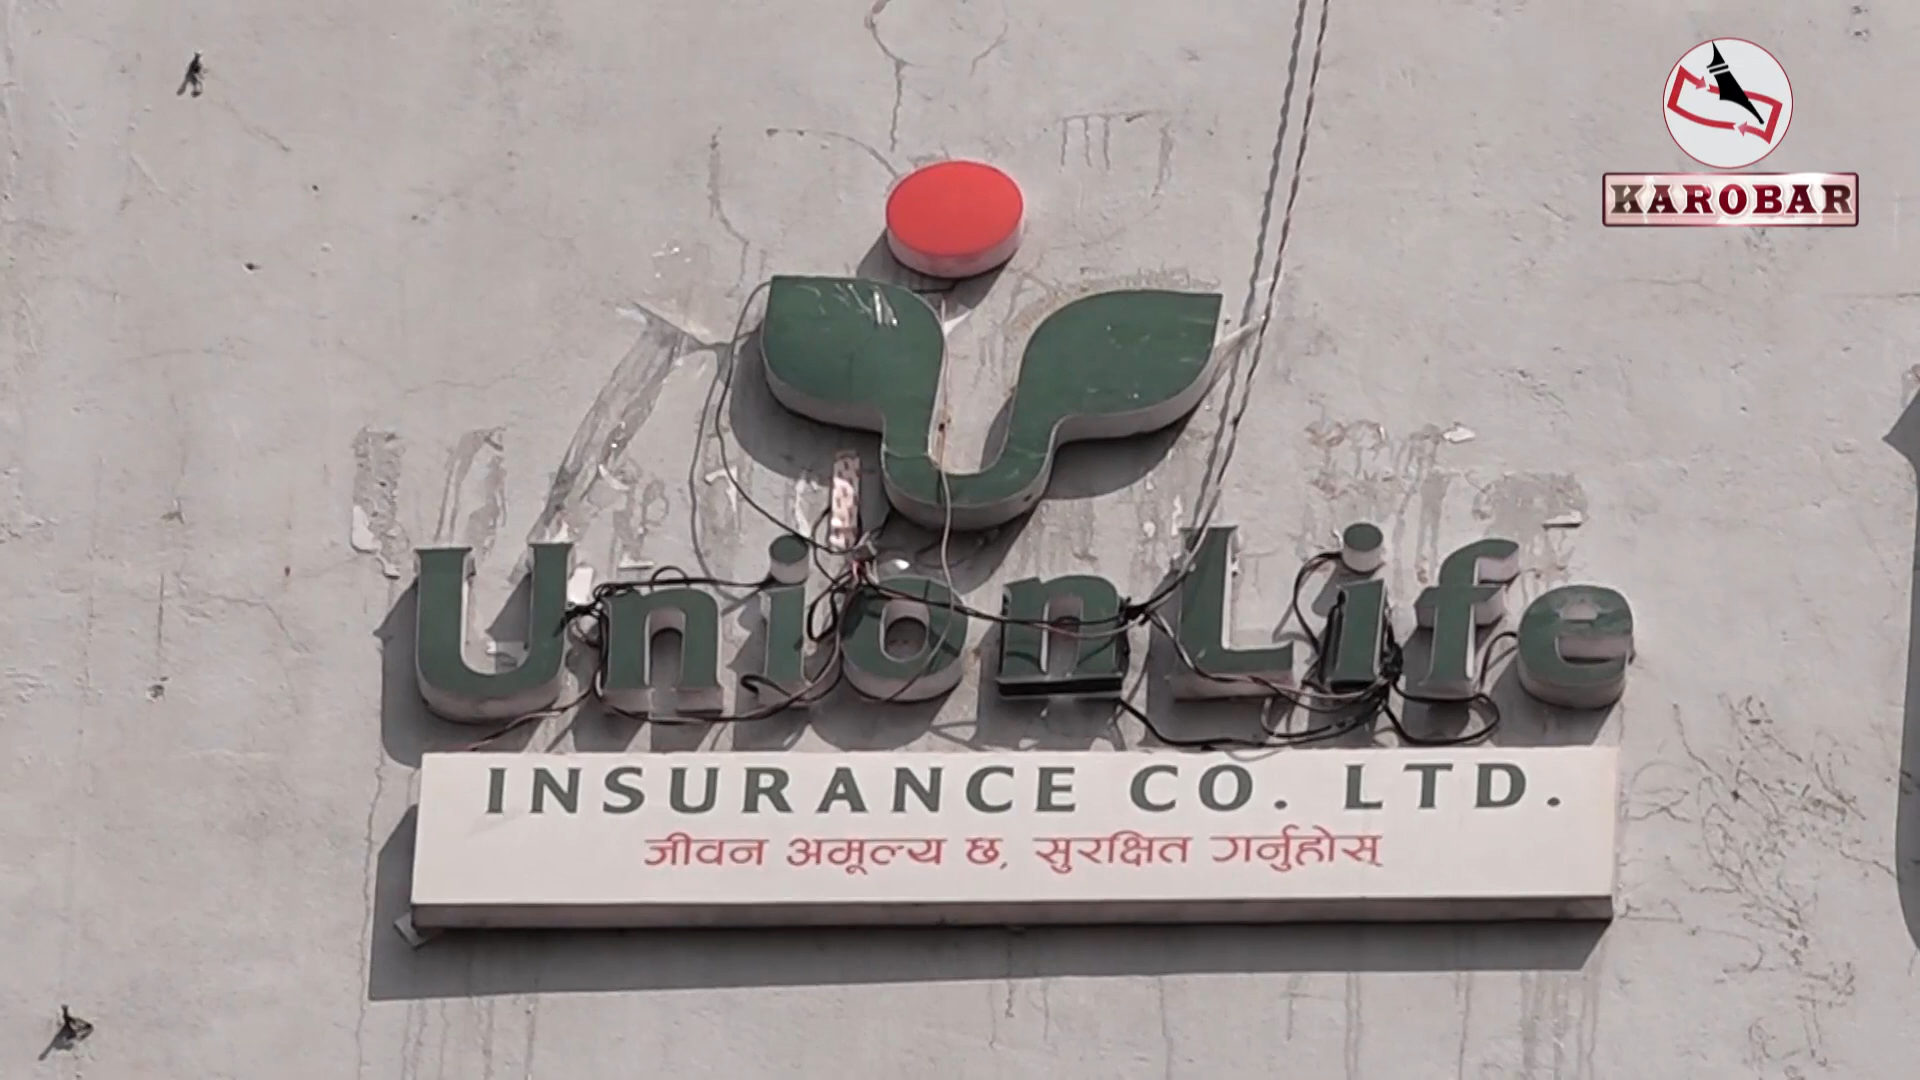 KAROBAR
UnionLife
INSURANCE CO. LTD.
जीवन अमूल्य छ, सुरक्षित गर्नुहोस्